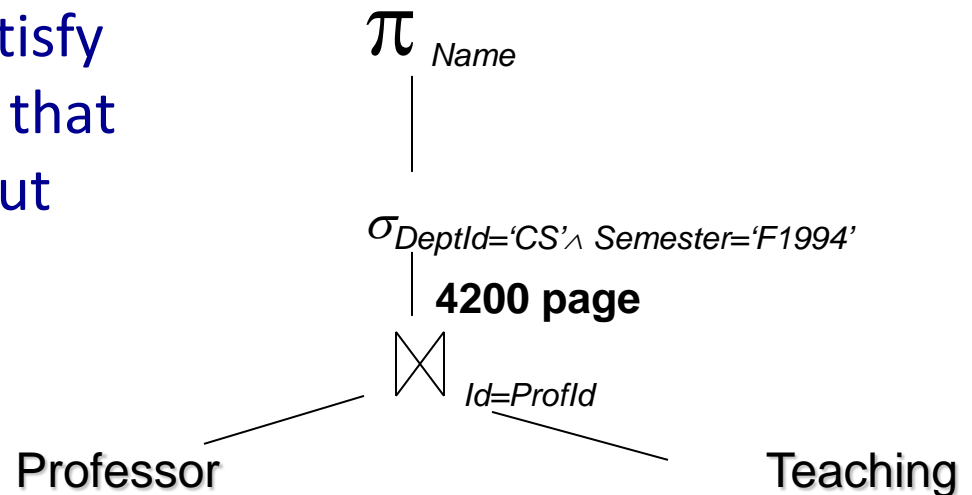 tisfy
that
ut
π Name
σ DeptId=‘CS’∧ Semester=‘F1994’
4200 page
⋈ Id=ProfId
Professor
Teaching